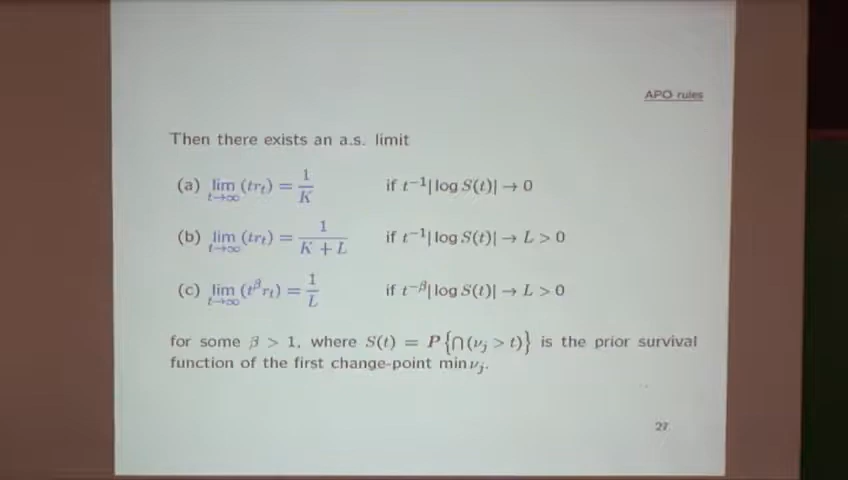 APO rules
Then there exists an a.s. limit
(a) lim_{t→∞} (tr_t) = 1/K if t^{-1}|log S(t)| → 0
(b) lim_{t→∞} (tr_t) = 1/(K + L) if t^{-1}|log S(t)| → L > 0
(c) lim_{t→∞} (t^β r_t) = 1/L if t^{-β}|log S(t)| → L > 0
for some β > 1, where S(t) = P{∩(ν_j > t)} is the prior survival
function of the first change-point min ν_j.
27